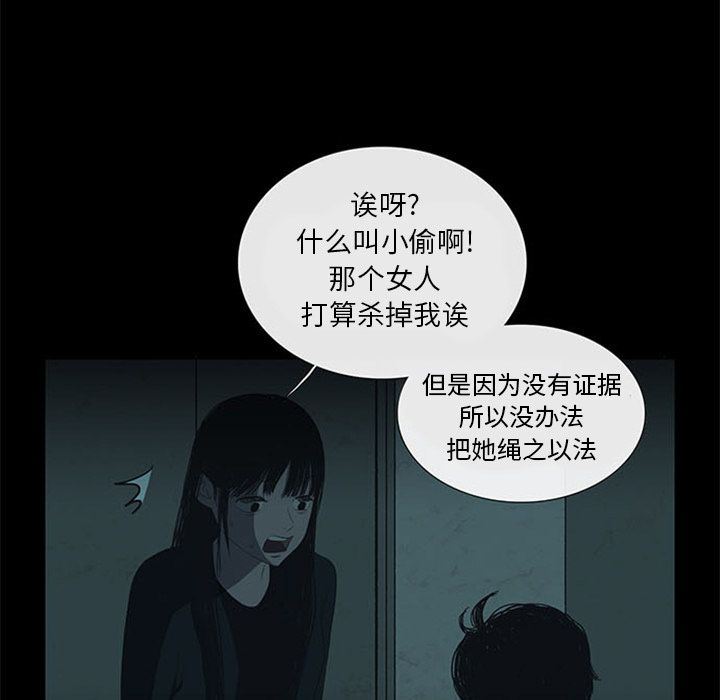 诶呀?
什么叫小偷啊!
那个女人
打算杀掉我诶
但是因为没有证据
所以没办法
把她绳之以法